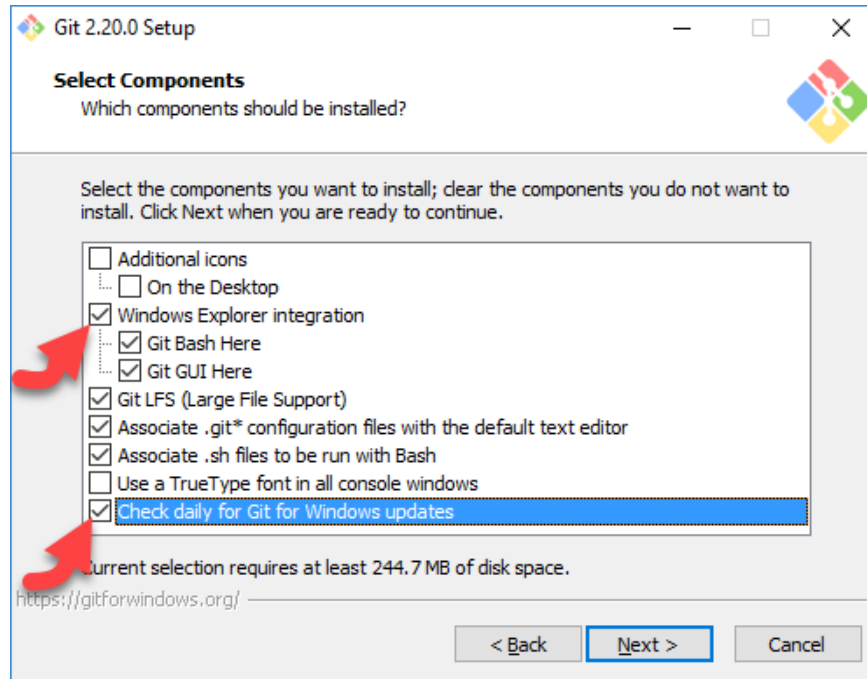 Git 2.20.0 Setup
Select Components
Which components should be installed?
Select the components you want to install; clear the components you do not want to
install. Click Next when you are ready to continue.
Additional icons
On the Desktop
Windows Explorer integration
Git Bash Here
Git GUI Here
Git LFS (Large File Support)
Associate .git* configuration files with the default text editor
Associate .sh files to be run with Bash
Use a TrueType font in all console windows
Check daily for Git for Windows updates
Current selection requires at least 244.7 MB of disk space.
https://gitforwindows.org/
< Back
Next >
Cancel